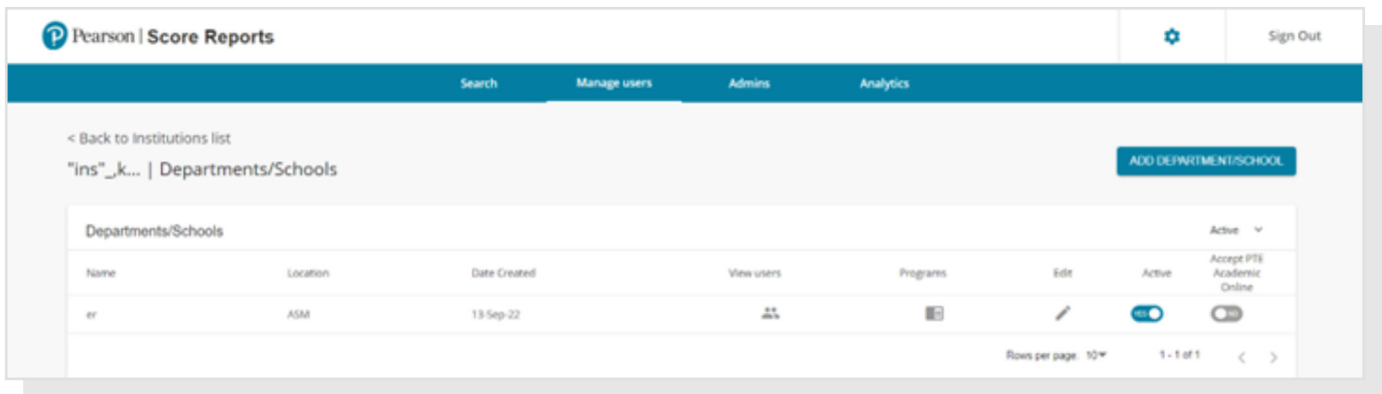 Pearson | Score Reports
Sign Out
Search Manage users Admins Analytics
< Back to Institutions list
"ins"_,k... | Departments/Schools
ADD DEPARTMENT/SCHOOL
Departments/Schools
Active
Name Location Date Created View users Programs Edit Active Accept PTE Academic Online
er ASM 13-Sep-22 YES NO
Rows per page: 10 1 - 1 of 1